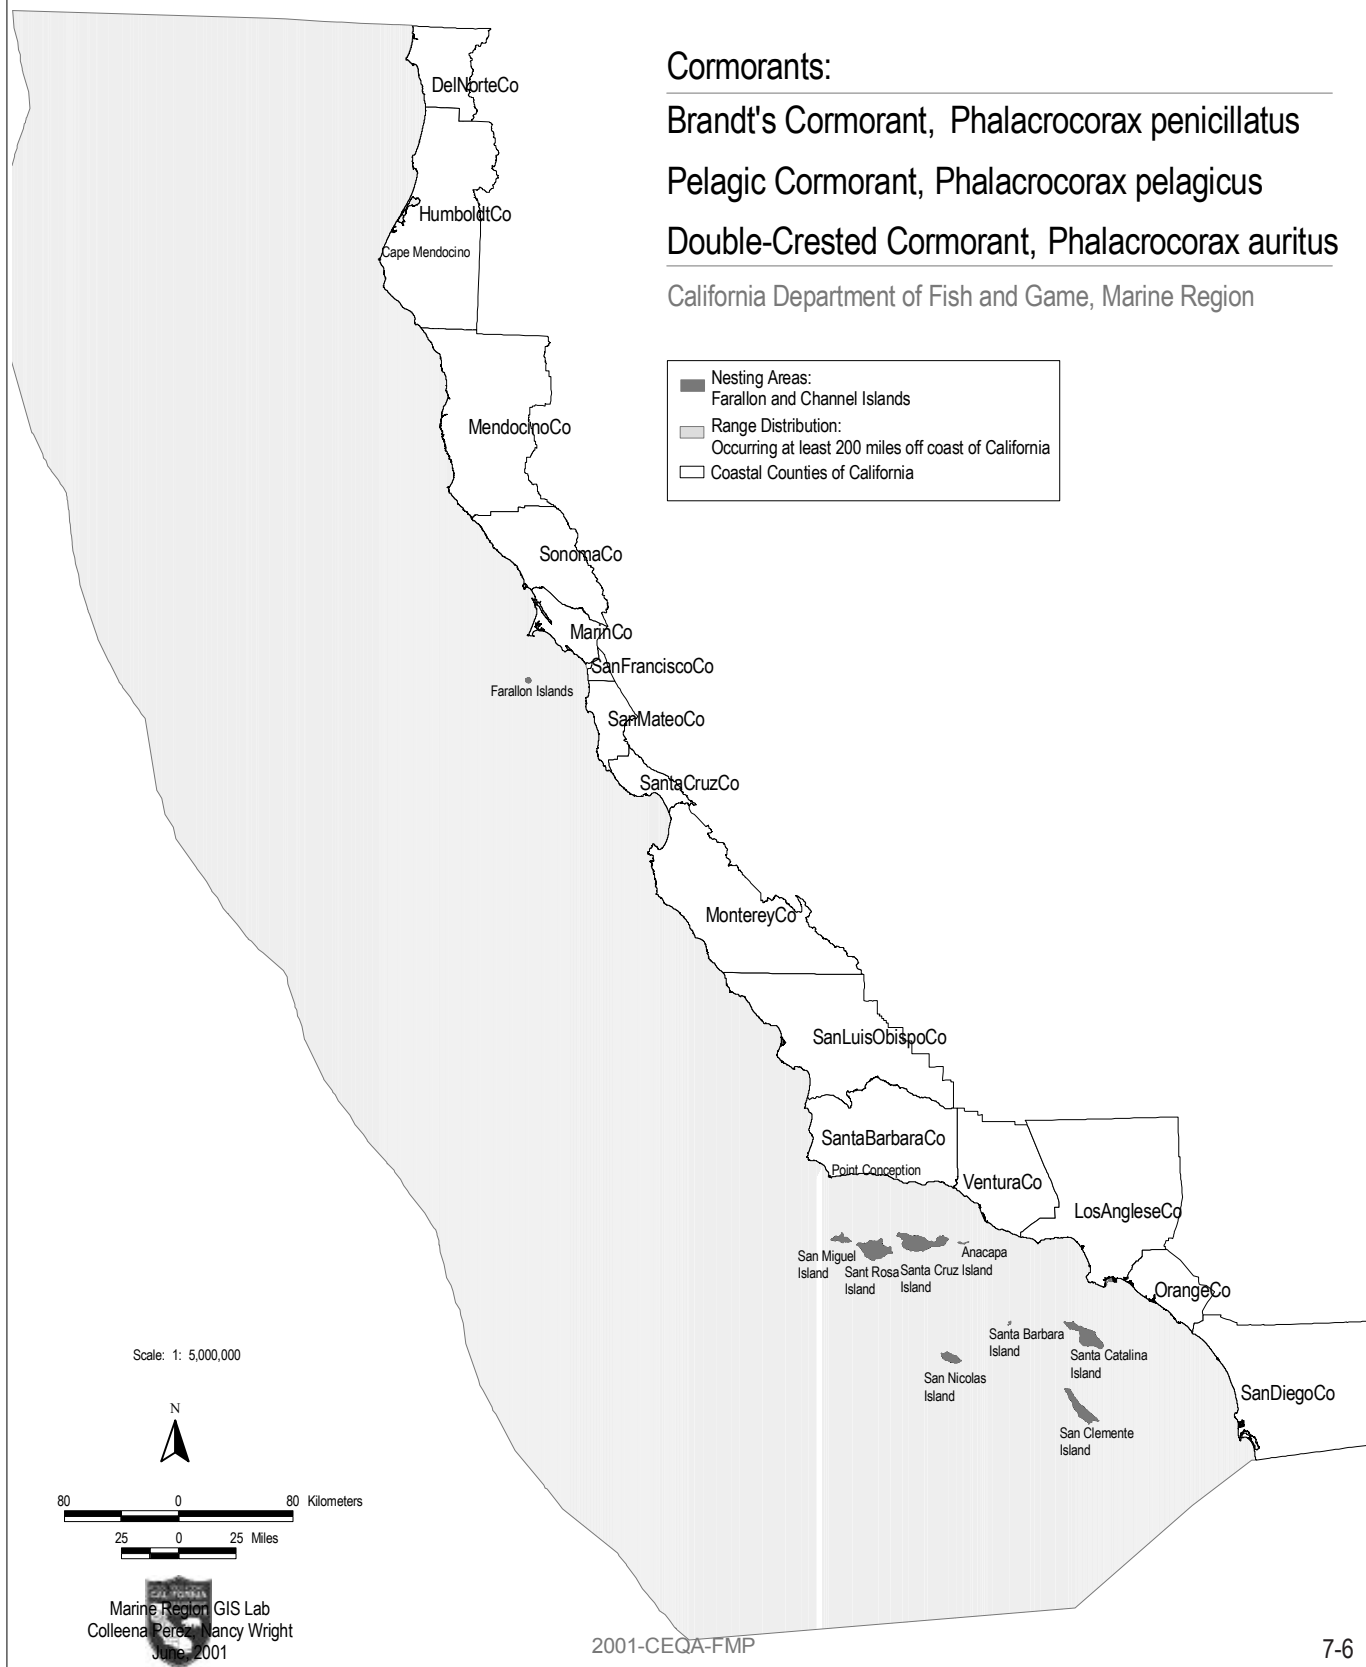 Cormorants:
Brandt's Cormorant, Phalacrocorax penicillatus
Pelagic Cormorant, Phalacrocorax pelagicus
Double-Crested Cormorant, Phalacrocorax auritus
California Department of Fish and Game, Marine Region
Nesting Areas:
Farallon and Channel Islands
Range Distribution:
Occurring at least 200 miles off coast of California
Coastal Counties of California
DelNorteCo
HumboldtCo
Cape Mendocino
MendocinoCo
SonomaCo
MarinCo
SanFranciscoCo
Farallon Islands
SanMateoCo
SantaCruzCo
MontereyCo
SanLuisObispoCo
SantaBarbaraCo
Point Conception
VenturaCo
LosAngleseCo
OrangeCo
SanDiegoCo
San Miguel
Island
Sant Rosa
Island
Santa Cruz
Island
Anacapa
Island
Santa Barbara
Island
Santa Catalina
Island
San Nicolas
Island
San Clemente
Island
Scale: 1: 5,000,000
N
80 0 80 Kilometers
25 0 25 Miles
Marine Region GIS Lab
Colleena Perez, Nancy Wright
June, 2001
2001-CEQA-FMP
7-6